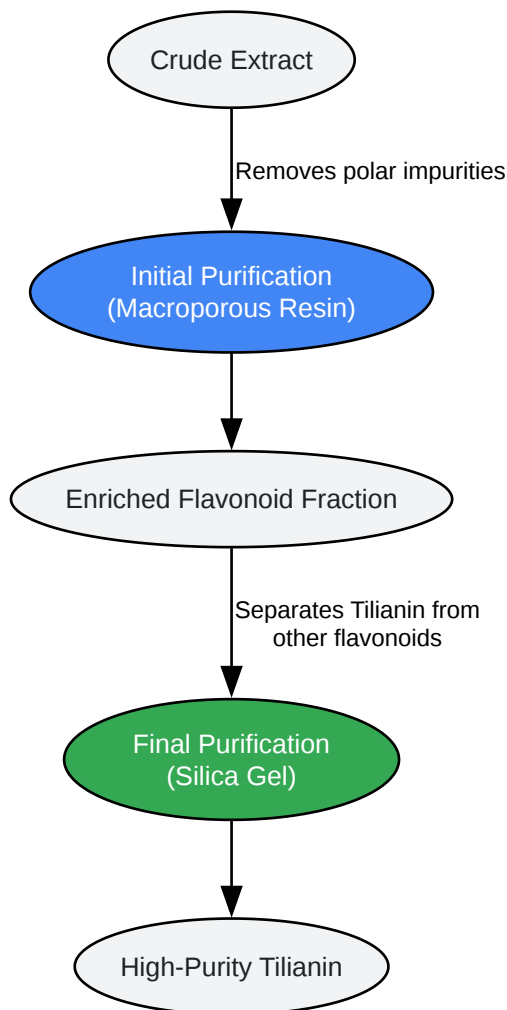 Crude Extract
Removes polar impurities
Initial Purification
(Macroporous Resin)
Enriched Flavonoid Fraction
Separates Tilianin from
other flavonoids
Final Purification
(Silica Gel)
High-Purity Tilianin